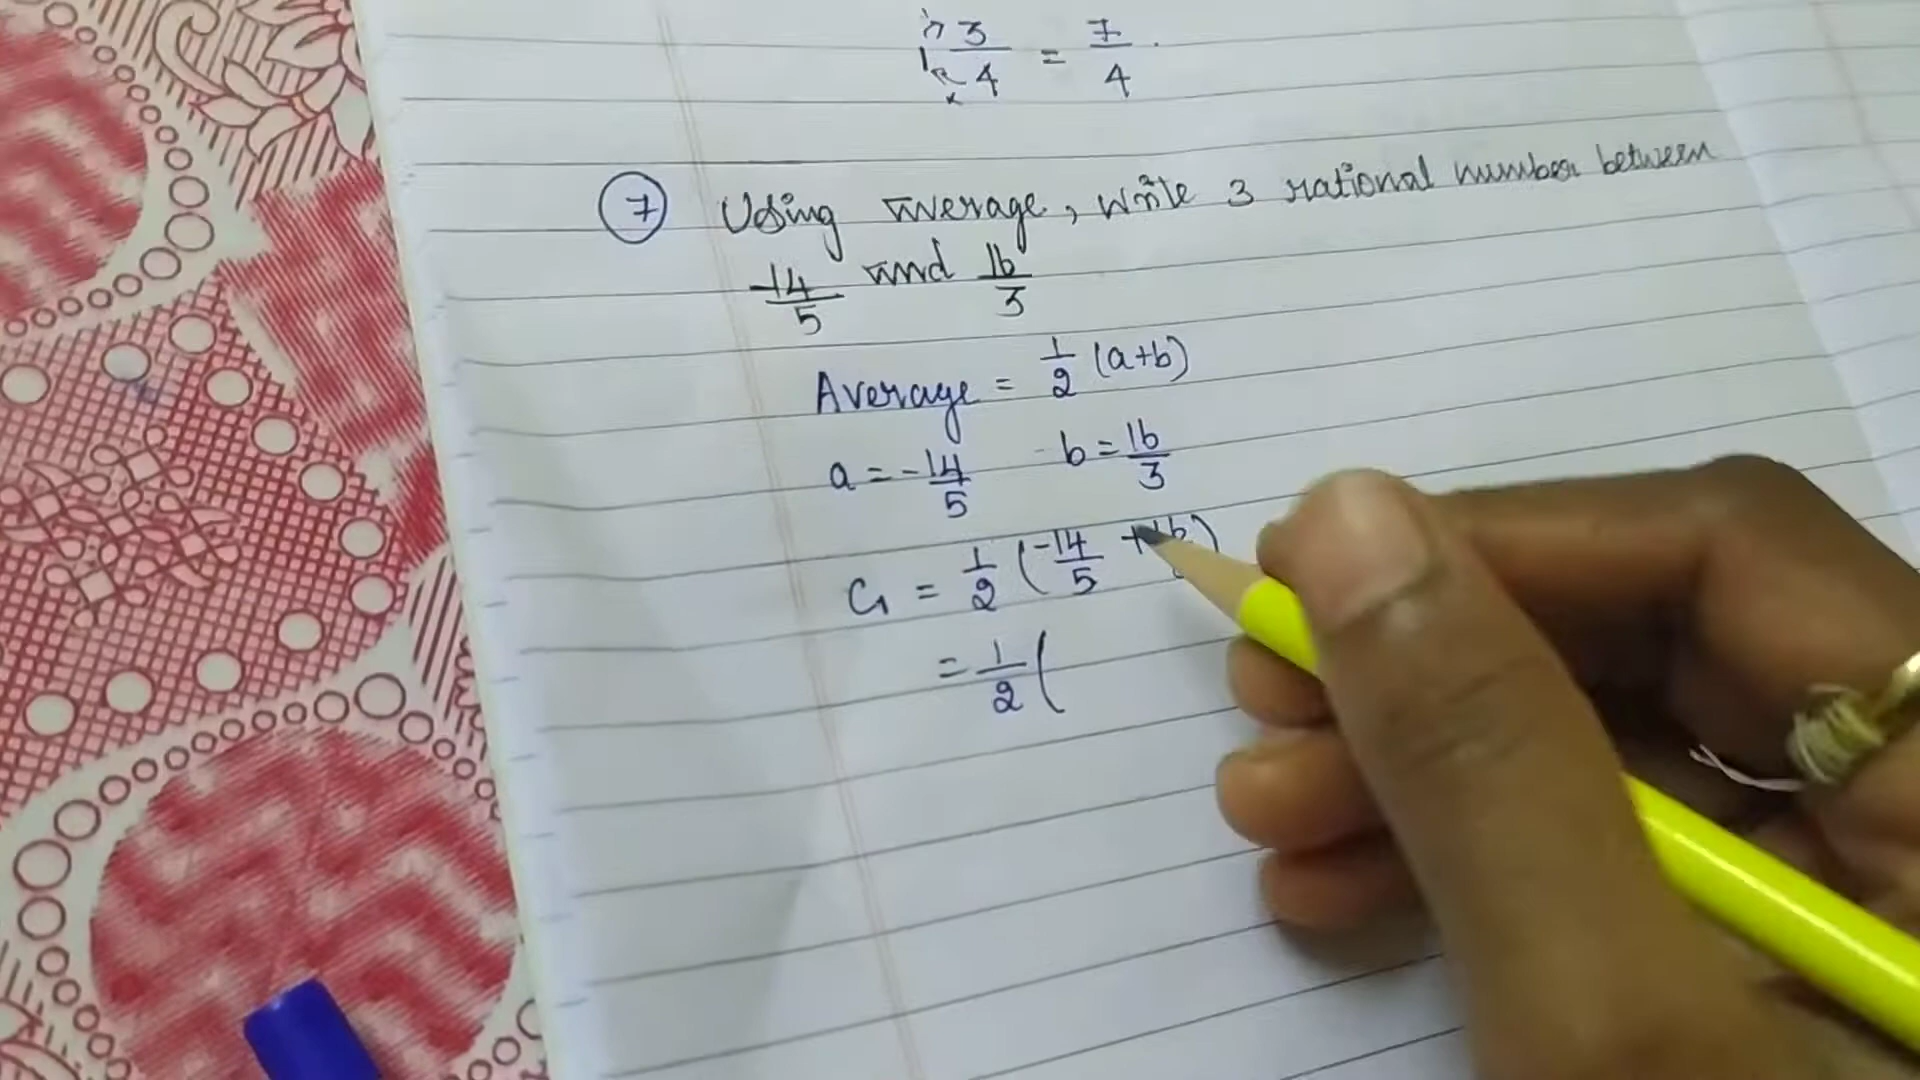 1 3/4 = 7/4
7 Using average, write 3 rational number between
-14/5 and 16/3
Average = 1/2 (a+b)
a = -14/5 b = 16/3
C1 = 1/2 (-14/5 + 16/3)
= 1/2 (